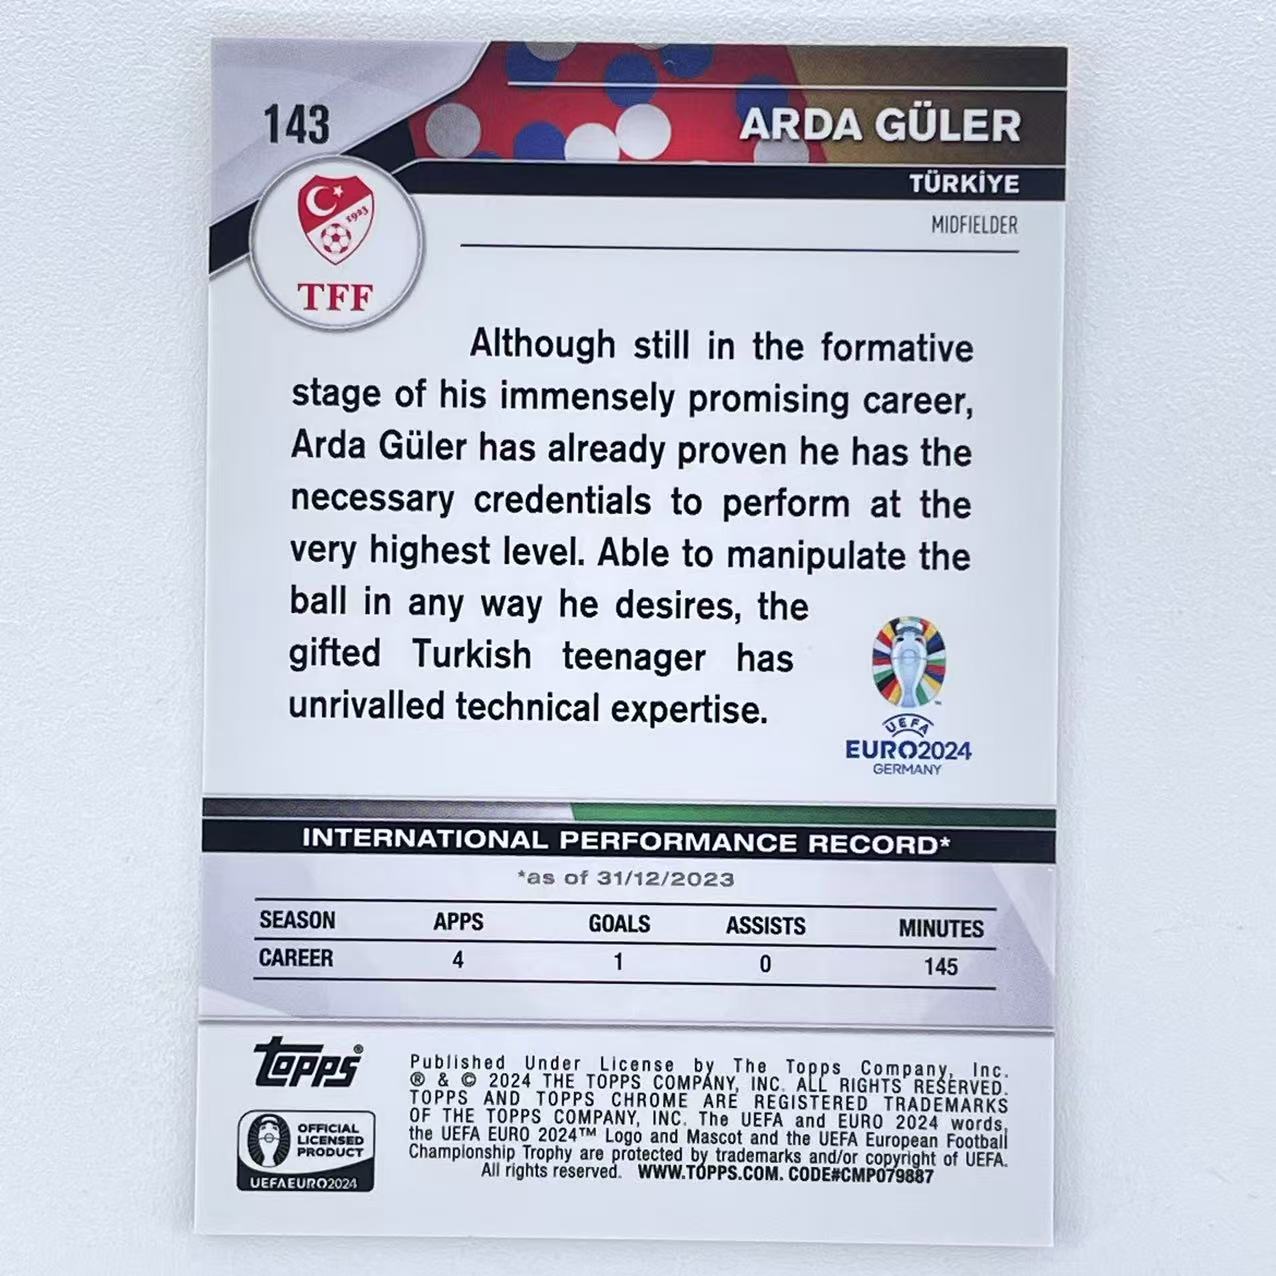 143
ARDA GÜLER
TÜRKİYE
MIDFIELDER
1923
TFF
Although still in the formative
stage of his immensely promising career,
Arda Güler has already proven he has the
necessary credentials to perform at the
very highest level. Able to manipulate the
ball in any way he desires, the
gifted Turkish teenager has
unrivalled technical expertise.
™
UEFA
EURO2024
GERMANY
INTERNATIONAL PERFORMANCE RECORD*
*as of 31/12/2023
SEASON APPS GOALS ASSISTS MINUTES
CAREER 4 1 0 145
Topps®
OFFICIAL
LICENSED
PRODUCT
UEFAEURO2024
Published Under License by The Topps Company, Inc.
® & © 2024 THE TOPPS COMPANY, INC. ALL RIGHTS RESERVED.
TOPPS AND TOPPS CHROME ARE REGISTERED TRADEMARKS
OF THE TOPPS COMPANY, INC. The UEFA and EURO 2024 words,
the UEFA EURO 2024™ Logo and Mascot and the UEFA European Football
Championship Trophy are protected by trademarks and/or copyright of UEFA.
All rights reserved. WWW.TOPPS.COM. CODE#CMP079887